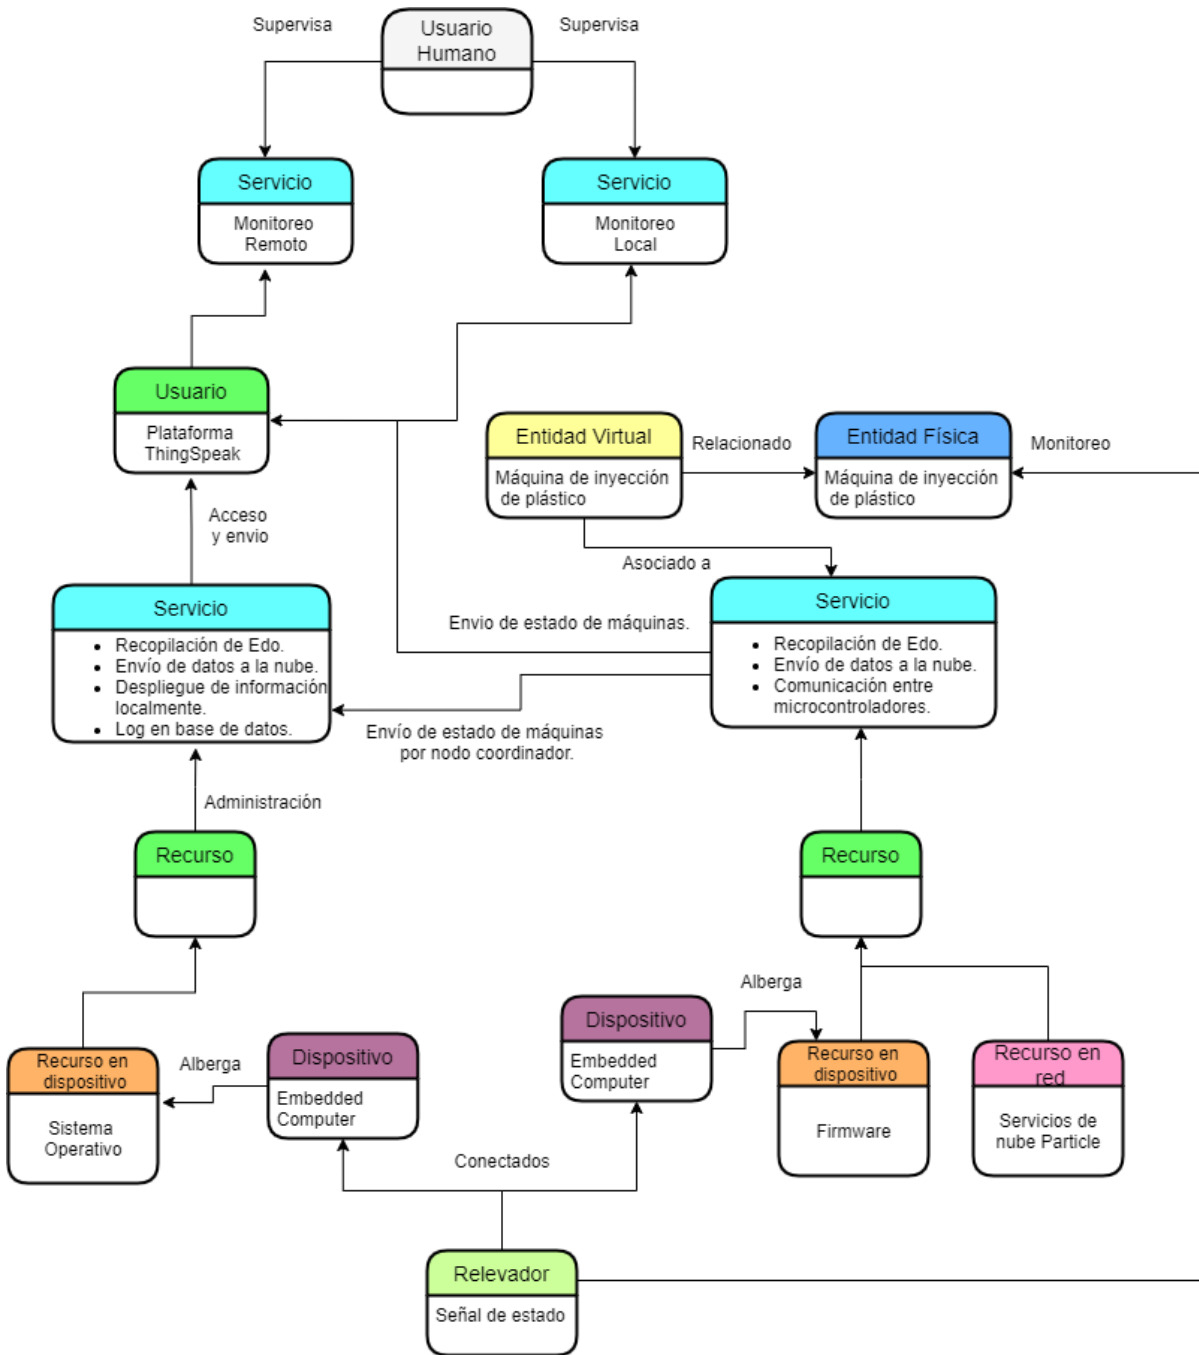 Supervisa
Usuario
Humano
Supervisa
Servicio
Monitoreo
Remoto
Servicio
Monitoreo
Local
Usuario
Plataforma
ThingSpeak
Entidad Virtual
Máquina de inyección
de plástico
Relacionado
Entidad Física
Máquina de inyección
de plástico
Monitoreo
Acceso
y envio
Asociado a
Servicio
• Recopilación de Edo.
• Envío de datos a la nube.
• Despliegue de información
localmente.
• Log en base de datos.
Envio de estado de máquinas.
Servicio
• Recopilación de Edo.
• Envío de datos a la nube.
• Comunicación entre
microcontroladores.
Envío de estado de máquinas
por nodo coordinador.
Administración
Recurso
Recurso
Alberga
Recurso en
dispositivo
Sistema
Operativo
Alberga
Dispositivo
Embedded
Computer
Dispositivo
Embedded
Computer
Recurso en
dispositivo
Firmware
Recurso en
red
Servicios de
nube Particle
Conectados
Relevador
Señal de estado